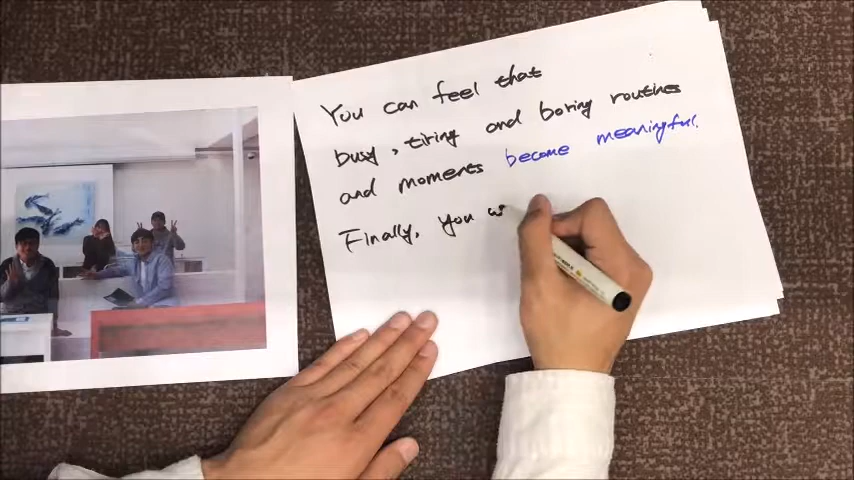 You can feel that
busy, tiring and boring routines
and moments become meaningful.
Finally, you